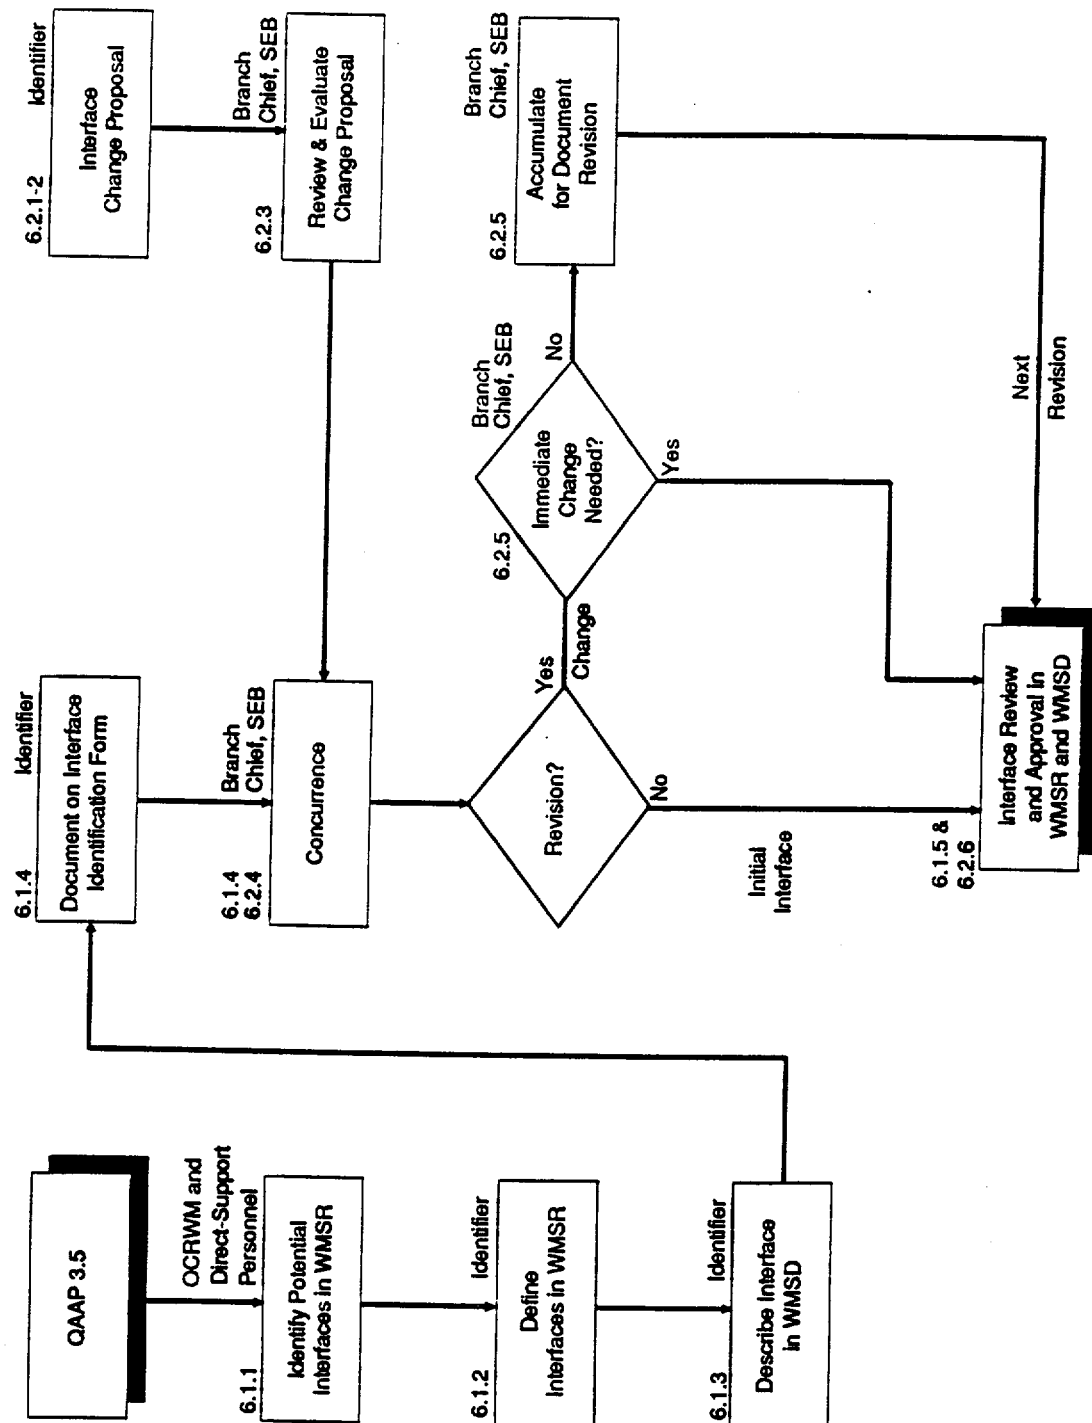 QAAP 3.5
OCRWM and
Direct-Support
Personnel
6.1.1
Identify Potential
Interfaces in WMSR
Identifier
6.1.2
Define
Interfaces in WMSR
Identifier
6.1.3
Describe Interface
in WMSD
Identifier
6.1.4
Document on Interface
Identification Form
Branch
Chief, SEB
6.1.4
6.2.4
Concurrence
Revision?
Yes
Change
No
Initial
Interface
6.1.5 &
6.2.6
Interface Review
and Approval in
WMSR and WMSD
Identifier
6.2.1-2
Interface
Change Proposal
Branch
Chief, SEB
6.2.3
Review & Evaluate
Change Proposal
Branch
Chief, SEB
6.2.5
Immediate
Change
Needed?
No
Yes
Branch
Chief, SEB
6.2.5
Accumulate
for Document
Revision
Next
Revision